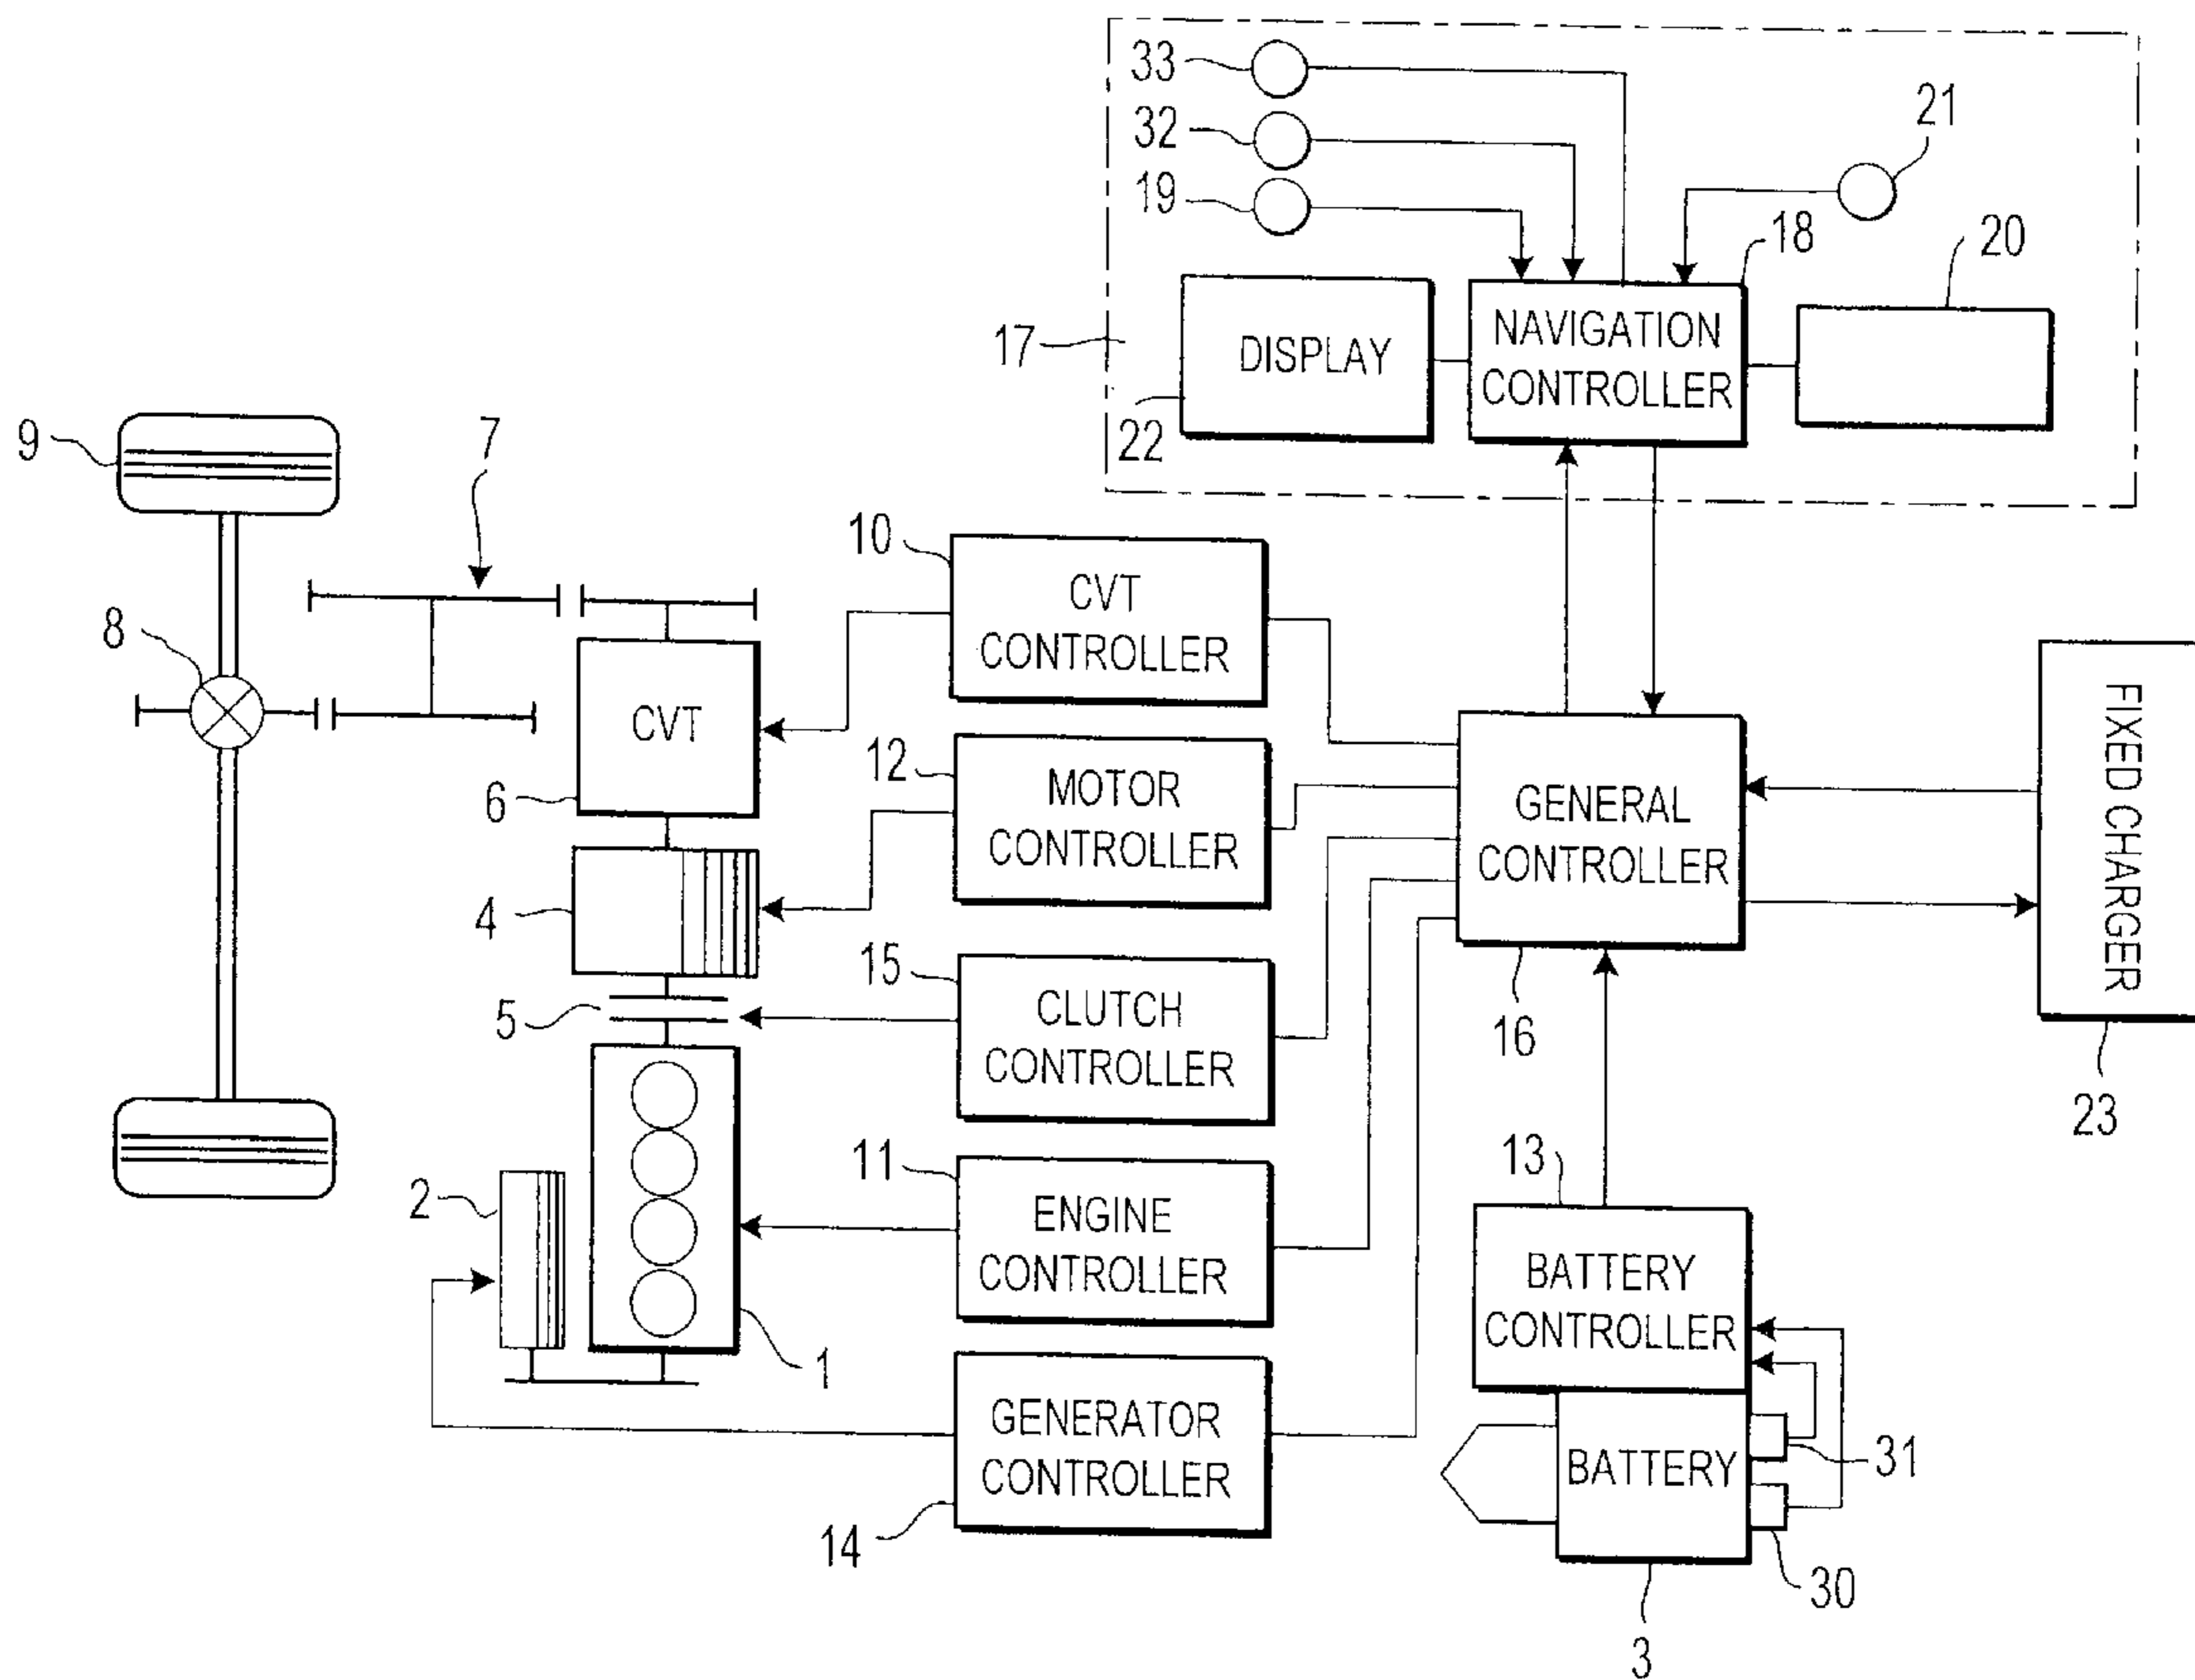 33
32
19
21
18
20
17
DISPLAY
NAVIGATION
CONTROLLER
22
9
7
8
10
CVT
CONTROLLER
CVT
6
12
MOTOR
CONTROLLER
GENERAL
CONTROLLER
16
FIXED CHARGER
23
4
5
15
CLUTCH
CONTROLLER
2
11
ENGINE
CONTROLLER
1
13
BATTERY
CONTROLLER
GENERATOR
CONTROLLER
14
BATTERY
31
30
3